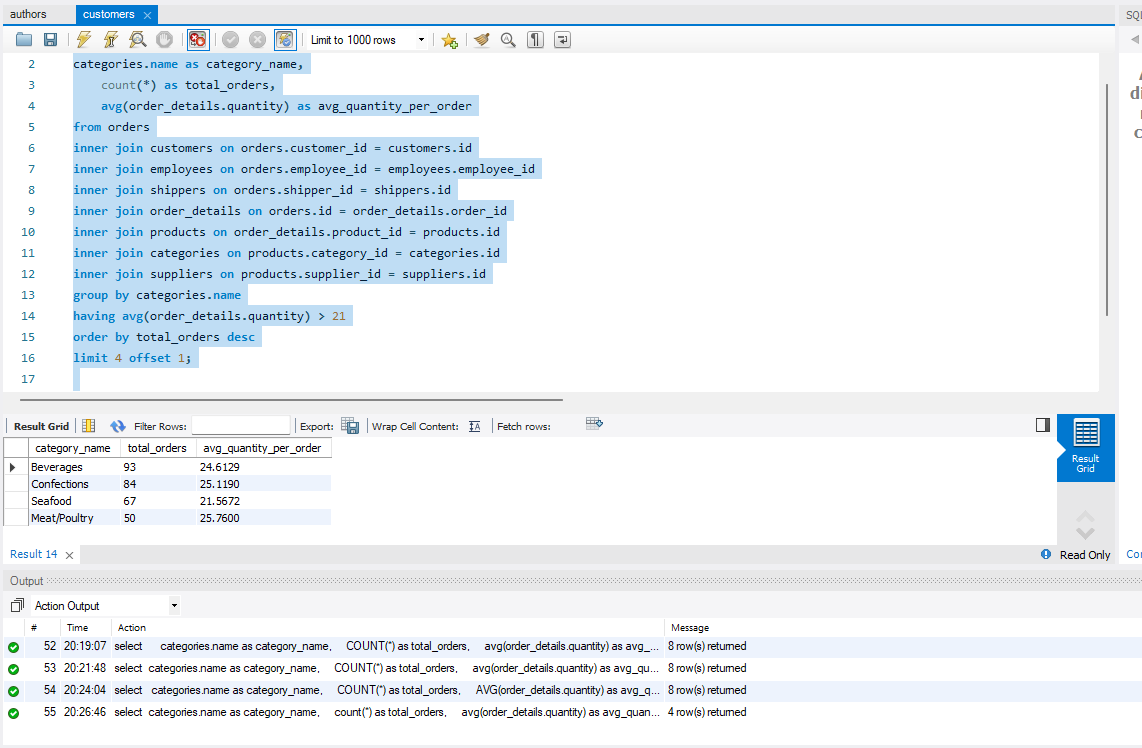 authors customers
SQL
Limit to 1000 rows
2 categories.name as category_name,
3 count(*) as total_orders,
4 avg(order_details.quantity) as avg_quantity_per_order
5 from orders
6 inner join customers on orders.customer_id = customers.id
7 inner join employees on orders.employee_id = employees.employee_id
8 inner join shippers on orders.shipper_id = shippers.id
9 inner join order_details on orders.id = order_details.order_id
10 inner join products on order_details.product_id = products.id
11 inner join categories on products.category_id = categories.id
12 inner join suppliers on products.supplier_id = suppliers.id
13 group by categories.name
14 having avg(order_details.quantity) > 21
15 order by total_orders desc
16 limit 4 offset 1;
17
Result Grid Filter Rows: Export: Wrap Cell Content: Fetch rows:
category_name total_orders avg_quantity_per_order
Beverages 93 24.6129
Confections 84 25.1190
Seafood 67 21.5672
Meat/Poultry 50 25.7600
Result
Grid
Result 14 Read Only
Output
Action Output
# Time Action Message
52 20:19:07 select categories.name as category_name, COUNT(*) as total_orders, avg(order_details.quantity) as avg_... 8 row(s) returned
53 20:21:48 select categories.name as category_name, COUNT(*) as total_orders, avg(order_details.quantity) as avg_qu... 8 row(s) returned
54 20:24:04 select categories.name as category_name, COUNT(*) as total_orders, AVG(order_details.quantity) as avg_q... 8 row(s) returned
55 20:26:46 select categories.name as category_name, count(*) as total_orders, avg(order_details.quantity) as avg_quan... 4 row(s) returned